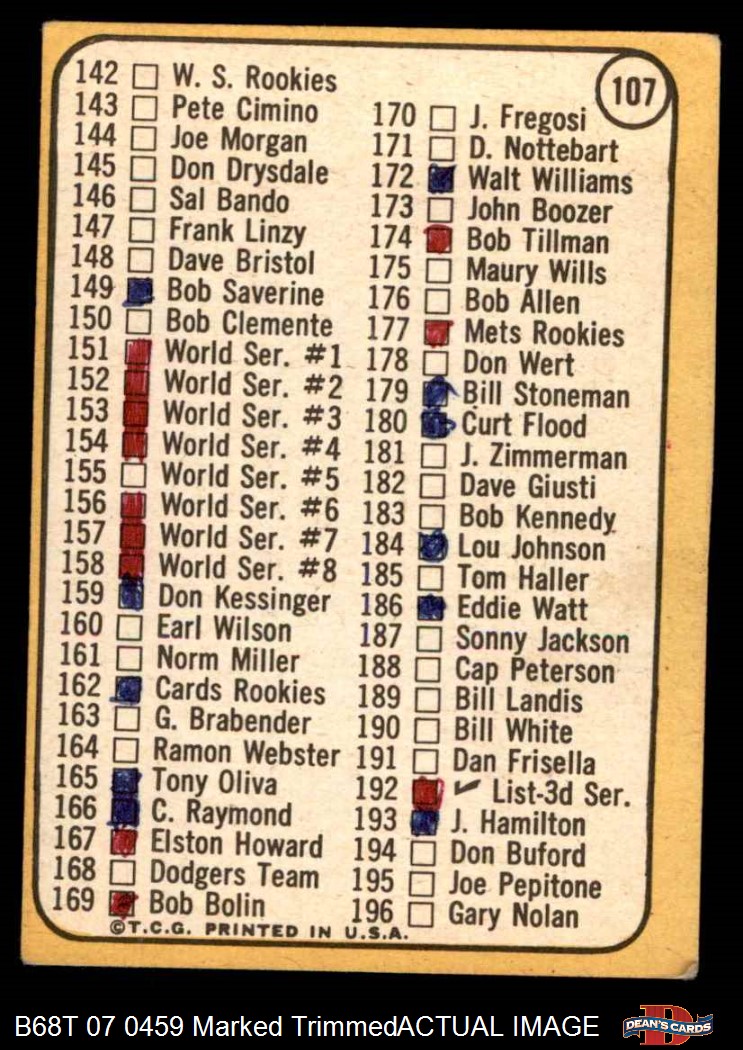 107
142 W. S. Rookies
143 Pete Cimino
144 Joe Morgan
145 Don Drysdale
146 Sal Bando
147 Frank Linzy
148 Dave Bristol
149 Bob Saverine
150 Bob Clemente
151 World Ser. #1
152 World Ser. #2
153 World Ser. #3
154 World Ser. #4
155 World Ser. #5
156 World Ser. #6
157 World Ser. #7
158 World Ser. #8
159 Don Kessinger
160 Earl Wilson
161 Norm Miller
162 Cards Rookies
163 G. Brabender
164 Ramon Webster
165 Tony Oliva
166 C. Raymond
167 Elston Howard
168 Dodgers Team
169 Bob Bolin
170 J. Fregosi
171 D. Nottebart
172 Walt Williams
173 John Boozer
174 Bob Tillman
175 Maury Wills
176 Bob Allen
177 Mets Rookies
178 Don Wert
179 Bill Stoneman
180 Curt Flood
181 J. Zimmerman
182 Dave Giusti
183 Bob Kennedy
184 Lou Johnson
185 Tom Haller
186 Eddie Watt
187 Sonny Jackson
188 Cap Peterson
189 Bill Landis
190 Bill White
191 Dan Frisella
192 ✓ List-3d Ser.
193 J. Hamilton
194 Don Buford
195 Joe Pepitone
196 Gary Nolan
©T.C.G. PRINTED IN U.S.A.
B68T 07 0459 Marked TrimmedACTUAL IMAGE
D
DEAN'S CARDS